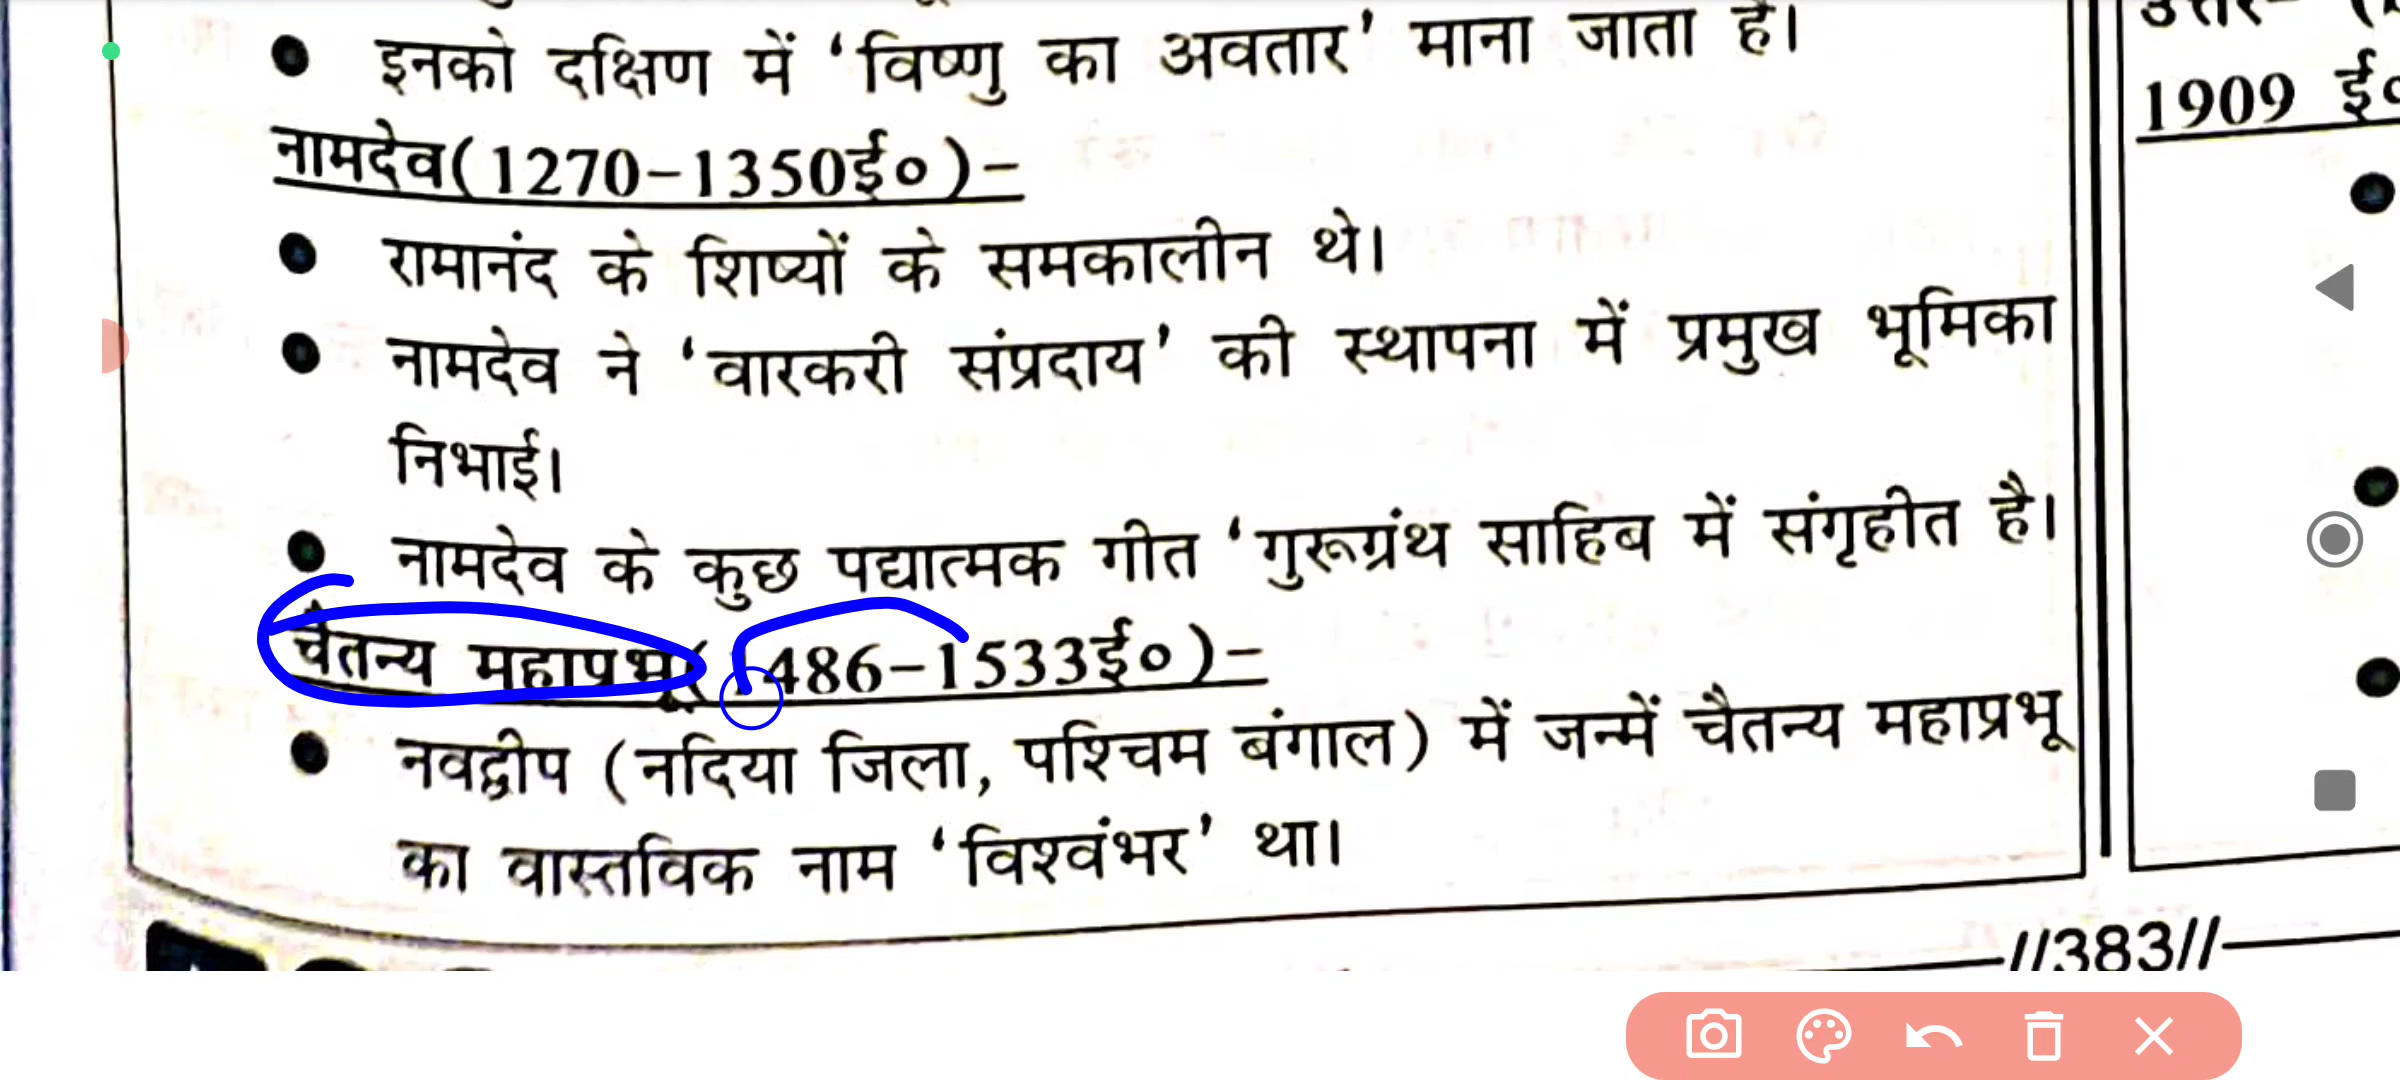 • इनको दक्षिण में ‘विष्णु का अवतार’ माना जाता है।
नामदेव(1270-1350ई०)-
• रामानंद के शिष्यों के समकालीन थे।
• नामदेव ने ‘वारकरी संप्रदाय’ की स्थापना में प्रमुख भूमिका
निभाई।
• नामदेव के कुछ पद्यात्मक गीत ‘गुरूग्रंथ साहिब में संगृहीत है।
चैतन्य महाप्रभू(1486-1533ई०)-
• नवद्वीप (नदिया जिला, पश्चिम बंगाल) में जन्में चैतन्य महाप्रभू
का वास्तविक नाम ‘विश्वंभर’ था।
//383//
1909 ई०